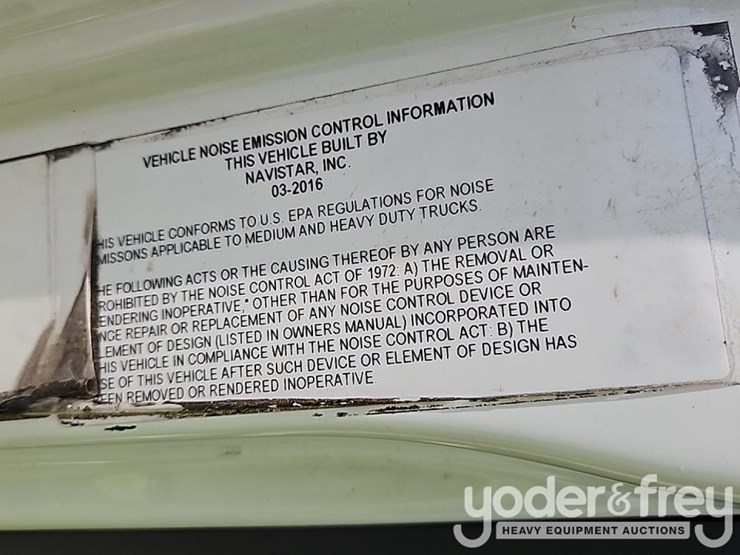 VEHICLE NOISE EMISSION CONTROL INFORMATION
THIS VEHICLE BUILT BY
NAVISTAR, INC.
03-2016
HIS VEHICLE CONFORMS TO U.S. EPA REGULATIONS FOR NOISE
MISSONS APPLICABLE TO MEDIUM AND HEAVY DUTY TRUCKS.
HE FOLLOWING ACTS OR THE CAUSING THEREOF BY ANY PERSON ARE
ROHIBITED BY THE NOISE CONTROL ACT OF 1972: A) THE REMOVAL OR
ENDERING INOPERATIVE," OTHER THAN FOR THE PURPOSES OF MAINTEN-
NCE REPAIR OR REPLACEMENT OF ANY NOISE CONTROL DEVICE OR
LEMENT OF DESIGN (LISTED IN OWNERS MANUAL) INCORPORATED INTO
HIS VEHICLE IN COMPLIANCE WITH THE NOISE CONTROL ACT: B) THE
SE OF THIS VEHICLE AFTER SUCH DEVICE OR ELEMENT OF DESIGN HAS
EEN REMOVED OR RENDERED INOPERATIVE.
yoder&frey
HEAVY EQUIPMENT AUCTIONS